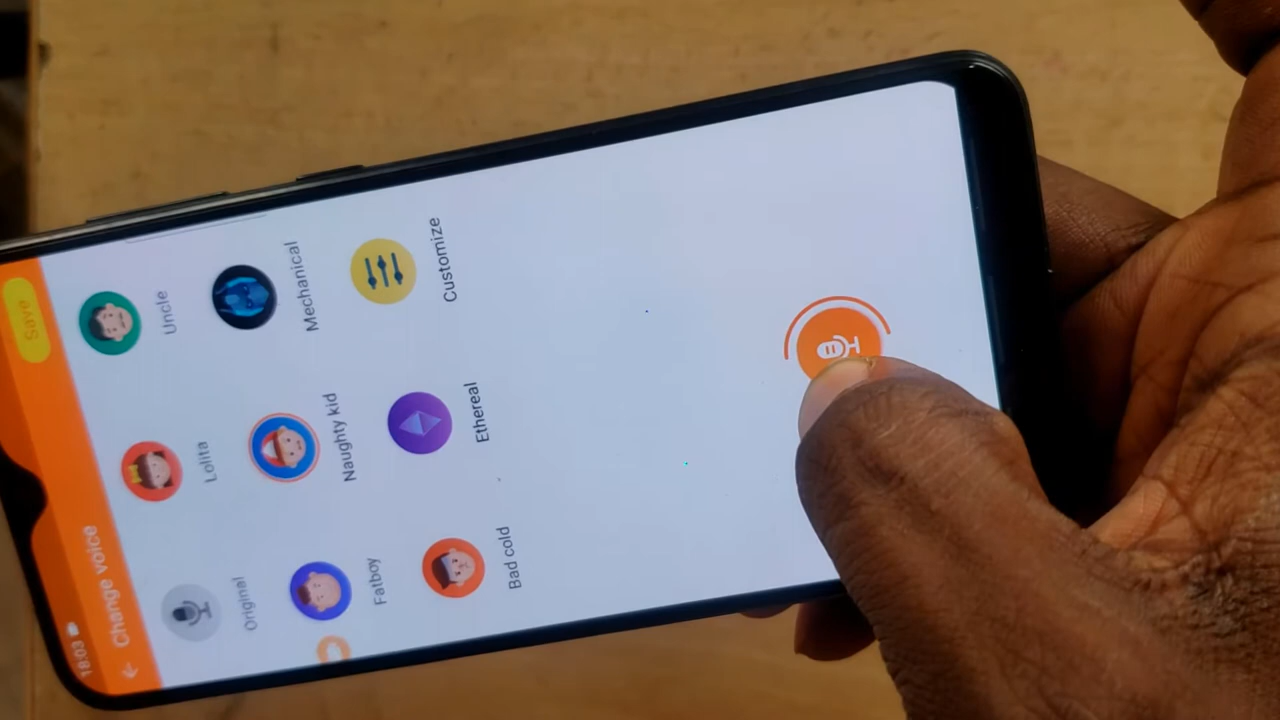 18:03
Change voice
Save
Original
Lolita
Uncle
Fatboy
Naughty kid
Mechanical
Bad cold
Ethereal
Customize